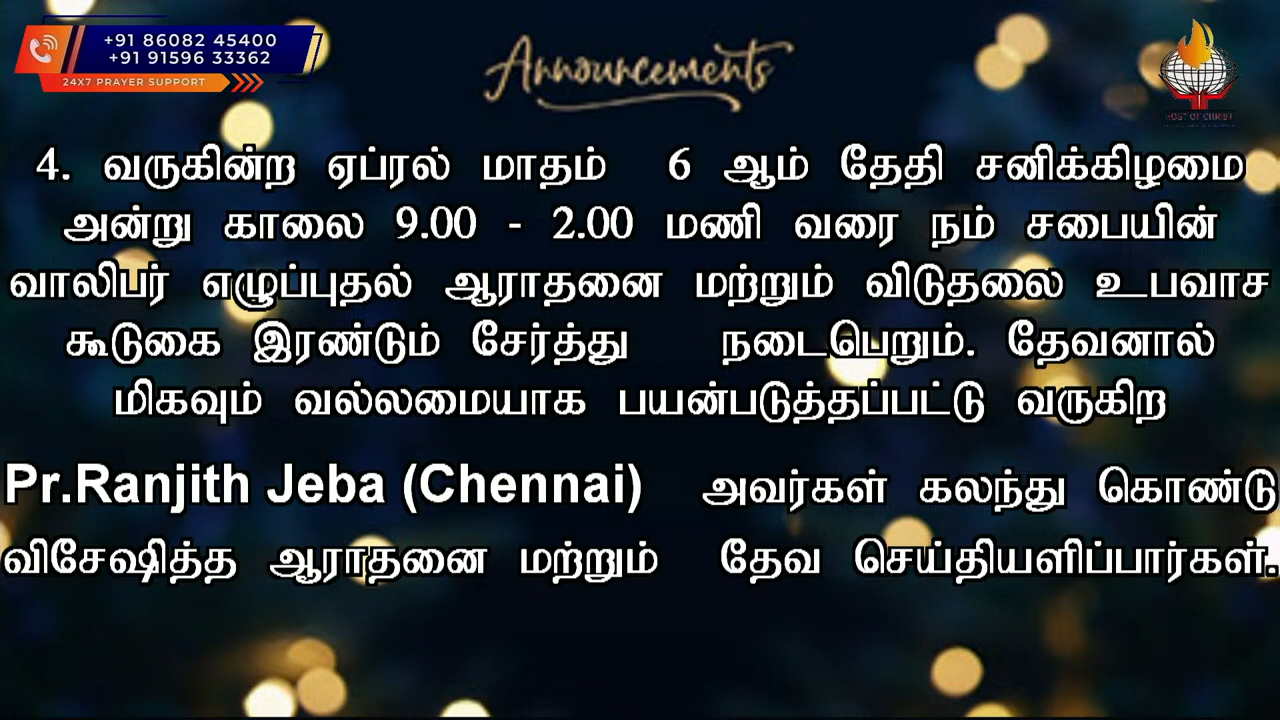 +91 86082 45400
+91 91596 33362
24X7 PRAYER SUPPORT
Announcements
HOST OF CHRIST
4. வருகின்ற ஏப்ரல் மாதம் 6 ஆம் தேதி சனிக்கிழமை
அன்று காலை 9.00 - 2.00 மணி வரை நம் சபையின்
வாலிபர் எழுப்புதல் ஆராதனை மற்றும் விடுதலை உபவாச
கூடுகை இரண்டும் சேர்த்து நடைபெறும். தேவனால்
மிகவும் வல்லமையாக பயன்படுத்தப்பட்டு வருகிற
Pr.Ranjith Jeba (Chennai) அவர்கள் கலந்து கொண்டு
விசேஷித்த ஆராதனை மற்றும் தேவ செய்தியளிப்பார்கள்.